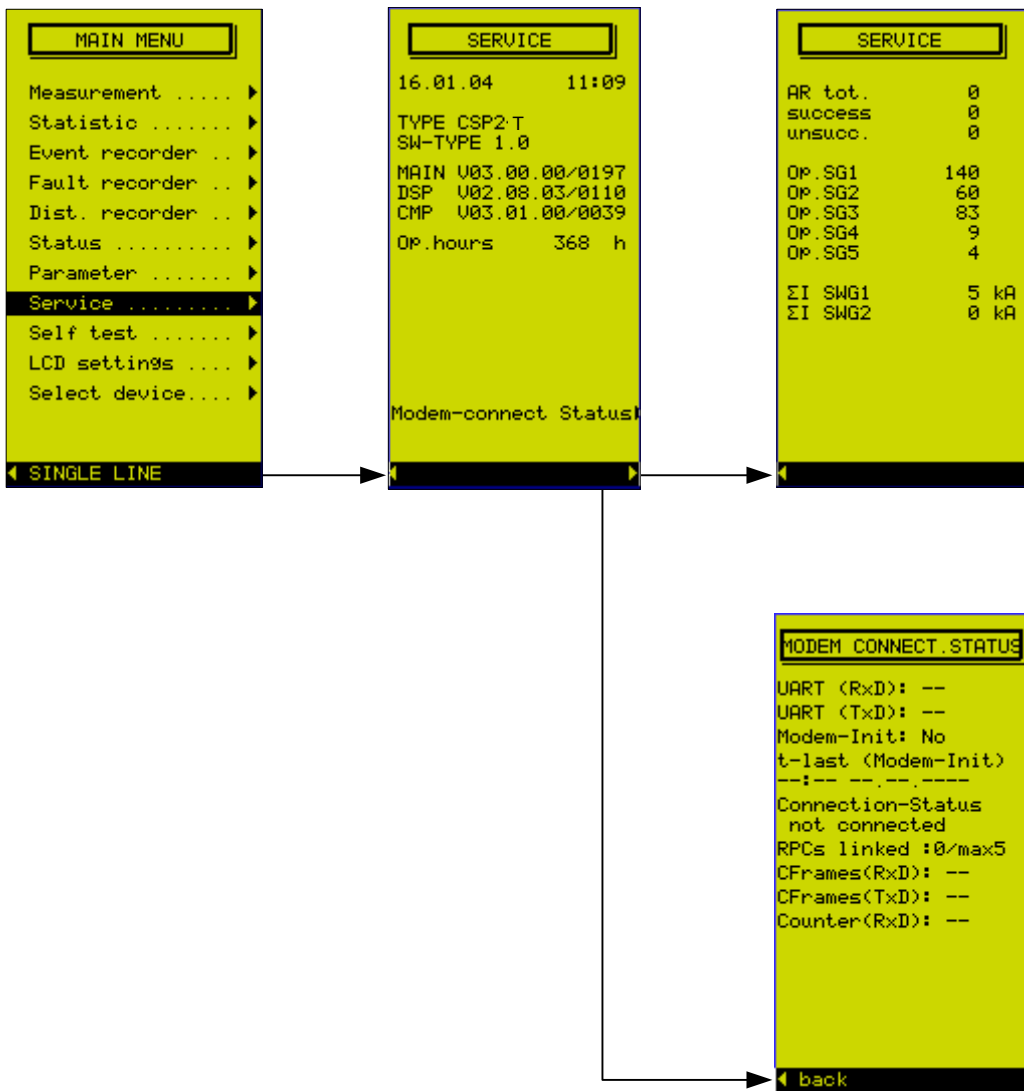 MAIN MENU
Measurement .....
Statistic .......
Event recorder ..
Fault recorder ..
Dist. recorder ..
Status ..........
Parameter .......
Service .........
Self test .......
LCD settings ....
Select device....
SINGLE LINE
SERVICE
16.01.04 11:09
TYPE CSP2-T
SW-TYPE 1.0
MAIN V03.00.00/0197
DSP V02.08.03/0110
CMP V03.01.00/0039
Op.hours 368 h
Modem-connect Status
SERVICE
AR tot. 0
success 0
unsucc. 0
Op.SG1 140
Op.SG2 60
Op.SG3 83
Op.SG4 9
Op.SG5 4
ΣI SWG1 5 kA
ΣI SWG2 0 kA
MODEM CONNECT.STATUS
UART (RxD): --
UART (TxD): --
Modem-Init: No
t-last (Modem-Init)
--:-- --.--.----
Connection-Status
not connected
RPCs linked :0/max5
CFrames(RxD): --
CFrames(TxD): --
Counter(RxD): --
back